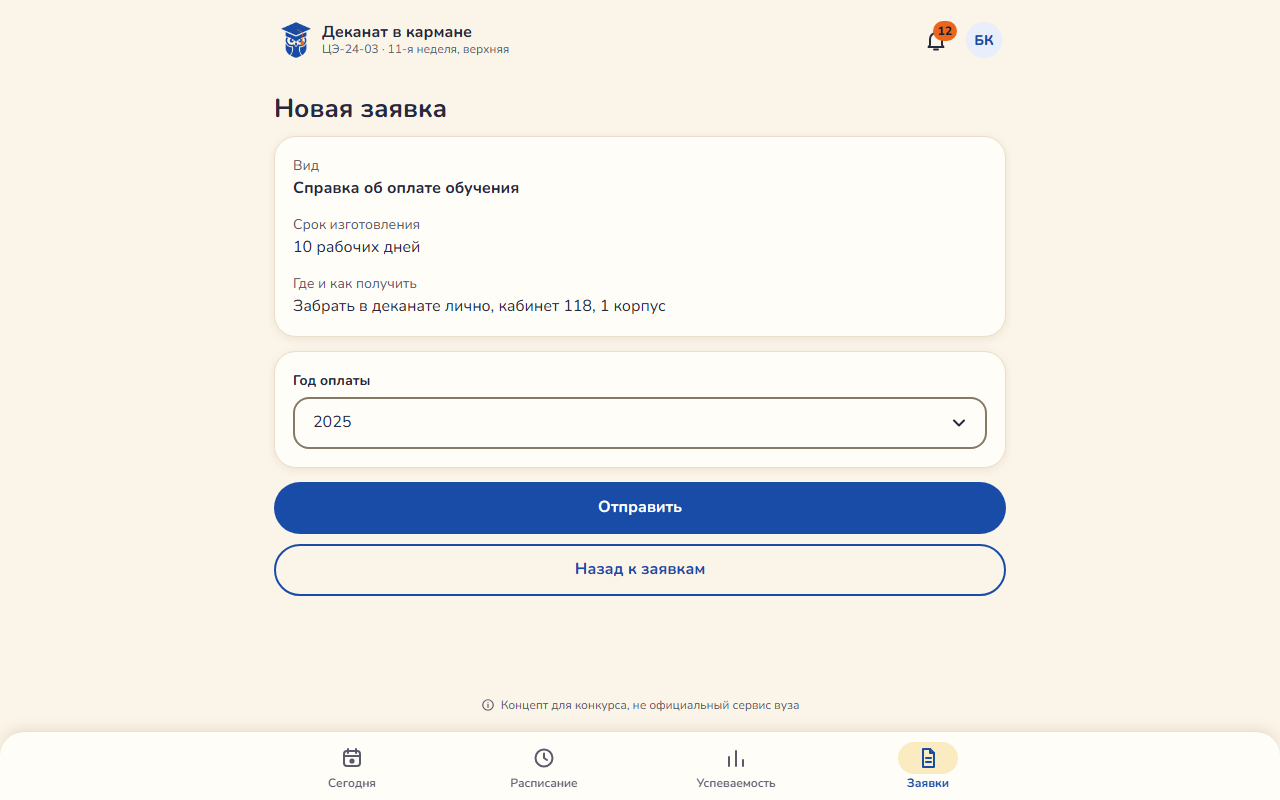 Деканат в кармане
ЦЭ-24-03 · 11-я неделя, верхняя
12
БК
Новая заявка
Вид
Справка об оплате обучения
Срок изготовления
10 рабочих дней
Где и как получить
Забрать в деканате лично, кабинет 118, 1 корпус
Год оплаты
2025
Отправить
Назад к заявкам
Концепт для конкурса, не официальный сервис вуза
Сегодня
Расписание
Успеваемость
Заявки